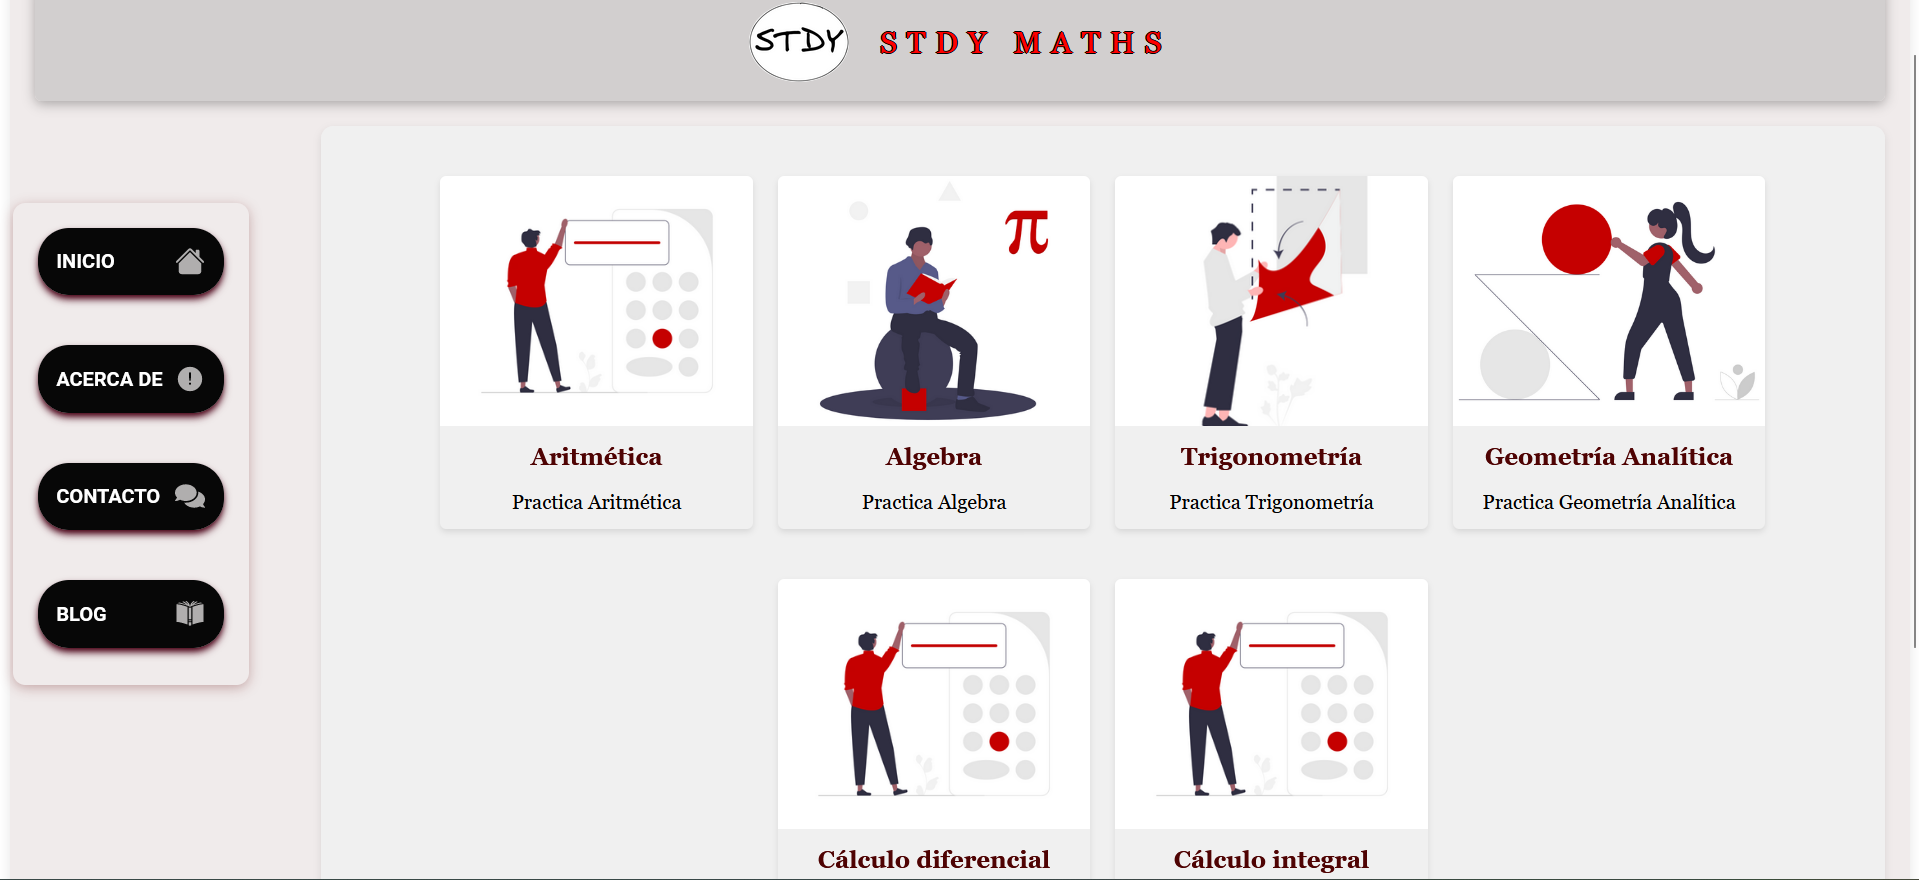 STDY
STDY MATHS
INICIO
ACERCA DE
CONTACTO
BLOG
π
Aritmética
Practica Aritmética
Algebra
Practica Algebra
Trigonometría
Practica Trigonometría
Geometría Analítica
Practica Geometría Analítica
Cálculo diferencial
Cálculo integral